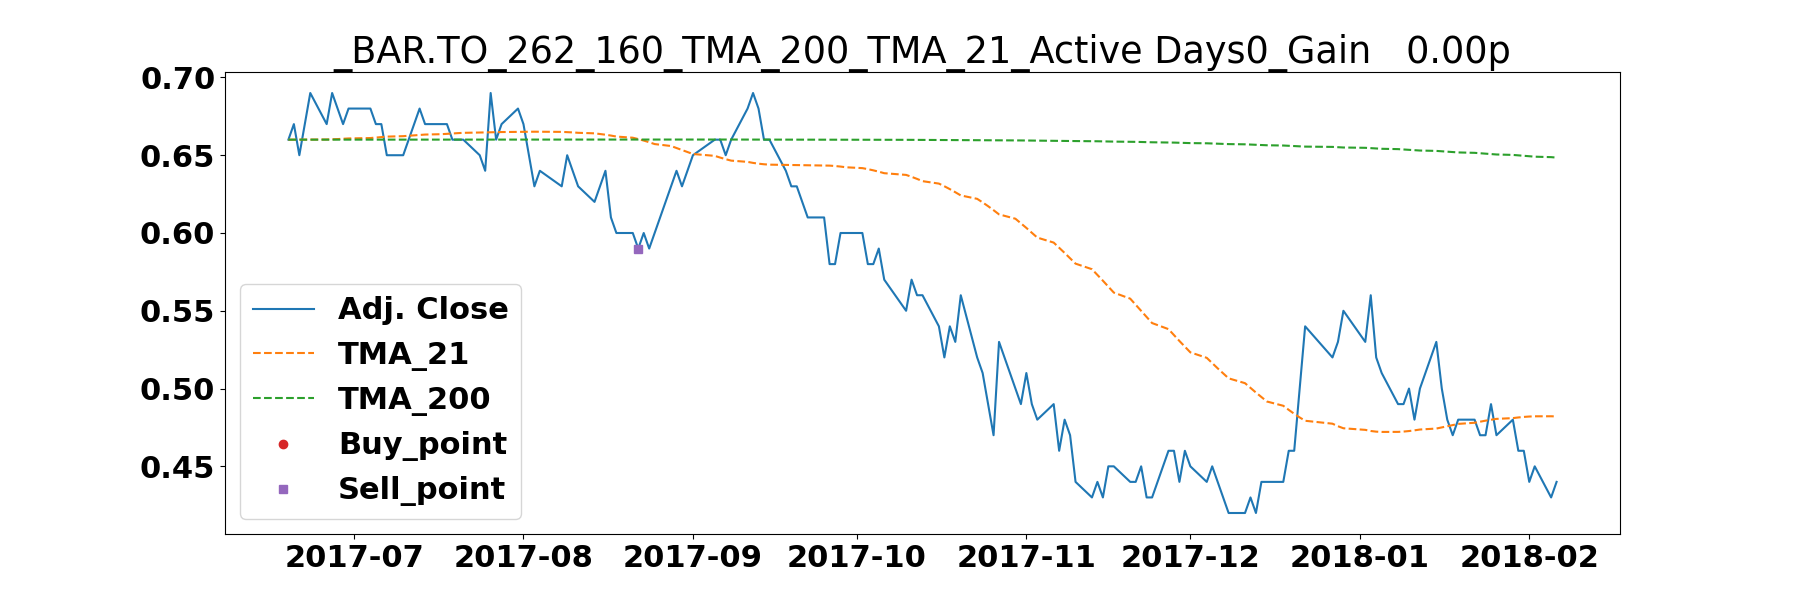 _BAR.TO_262_160_TMA_200_TMA_21_Active Days0_Gain   0.00p
0.70
0.65
0.60
0.55
0.50
0.45
Adj. Close
TMA_21
TMA_200
Buy_point
Sell_point
2017-07 2017-08 2017-09 2017-10 2017-11 2017-12 2018-01 2018-02